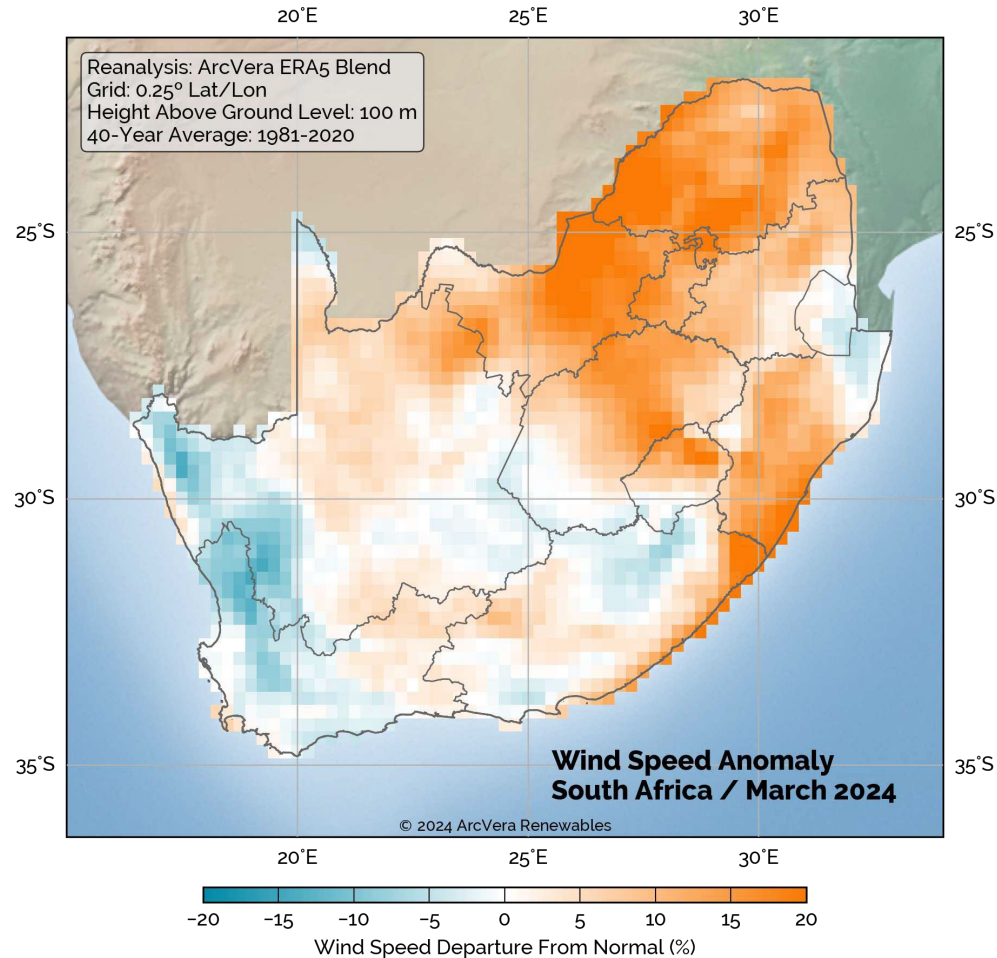 20°E 25°E 30°E
Reanalysis: ArcVera ERA5 Blend
Grid: 0.25º Lat/Lon
Height Above Ground Level: 100 m
40-Year Average: 1981-2020
25°S 25°S
30°S 30°S
35°S 35°S
Wind Speed Anomaly
South Africa / March 2024
© 2024 ArcVera Renewables
20°E 25°E 30°E
−20 −15 −10 −5 0 5 10 15 20
Wind Speed Departure From Normal (%)